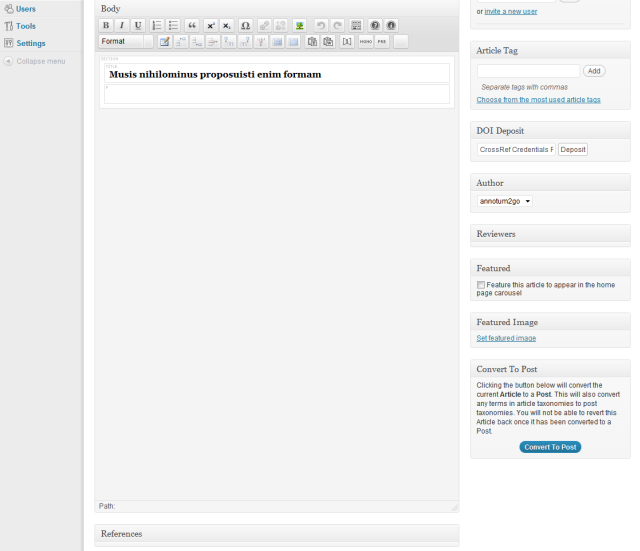 Users
Tools
Settings
Collapse menu
Body
B I U
Format
MONO PRE
Musis nihilominus proposuisti enim formam
Path:
References
or invite a new user
Article Tag
Add
Separate tags with commas
Choose from the most used article tags
DOI Deposit
CrossRef Credentials F Deposit
Author
annotum2go
Reviewers
Featured
Feature this article to appear in the home
page carousel
Featured Image
Set featured image
Convert To Post
Clicking the button below will convert the
current Article to a Post. This will also convert
any terms in article taxonomies to post
taxonomies. You will not be able to revert this
Article back once it has been converted to a
Post.
Convert To Post